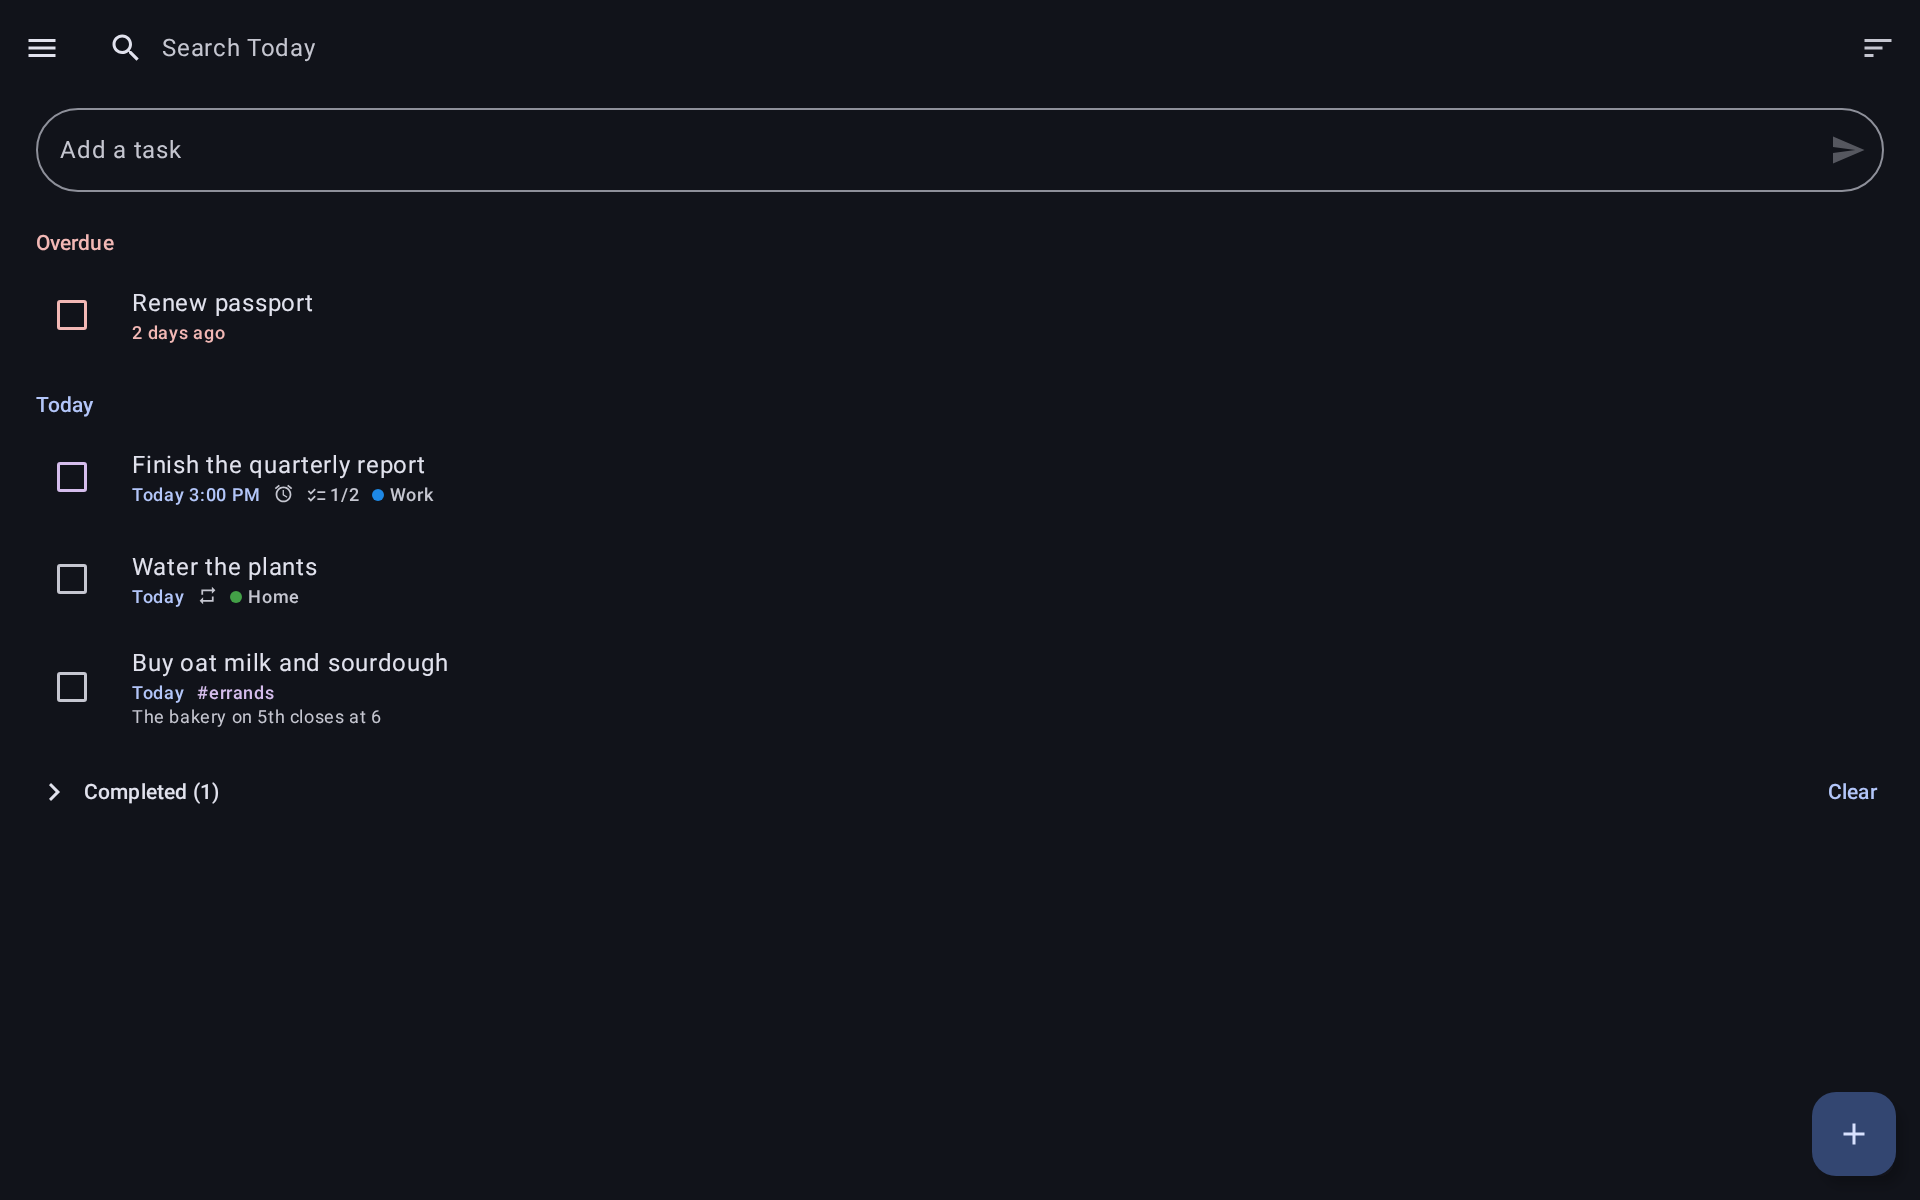 Search Today
Add a task
Overdue
Renew passport
2 days ago
Today
Finish the quarterly report
Today 3:00 PM 1/2 Work
Water the plants
Today Home
Buy oat milk and sourdough
Today #errands
The bakery on 5th closes at 6
Completed (1) Clear